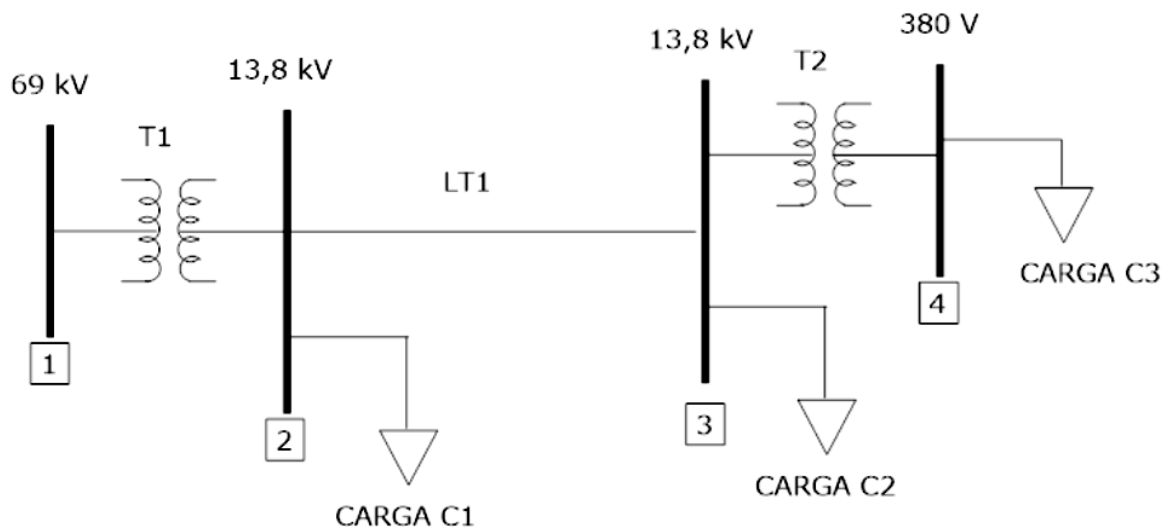 69 kV
T1
13,8 kV
LT1
13,8 kV
T2
380 V
1
2
3
4
CARGA C1
CARGA C2
CARGA C3